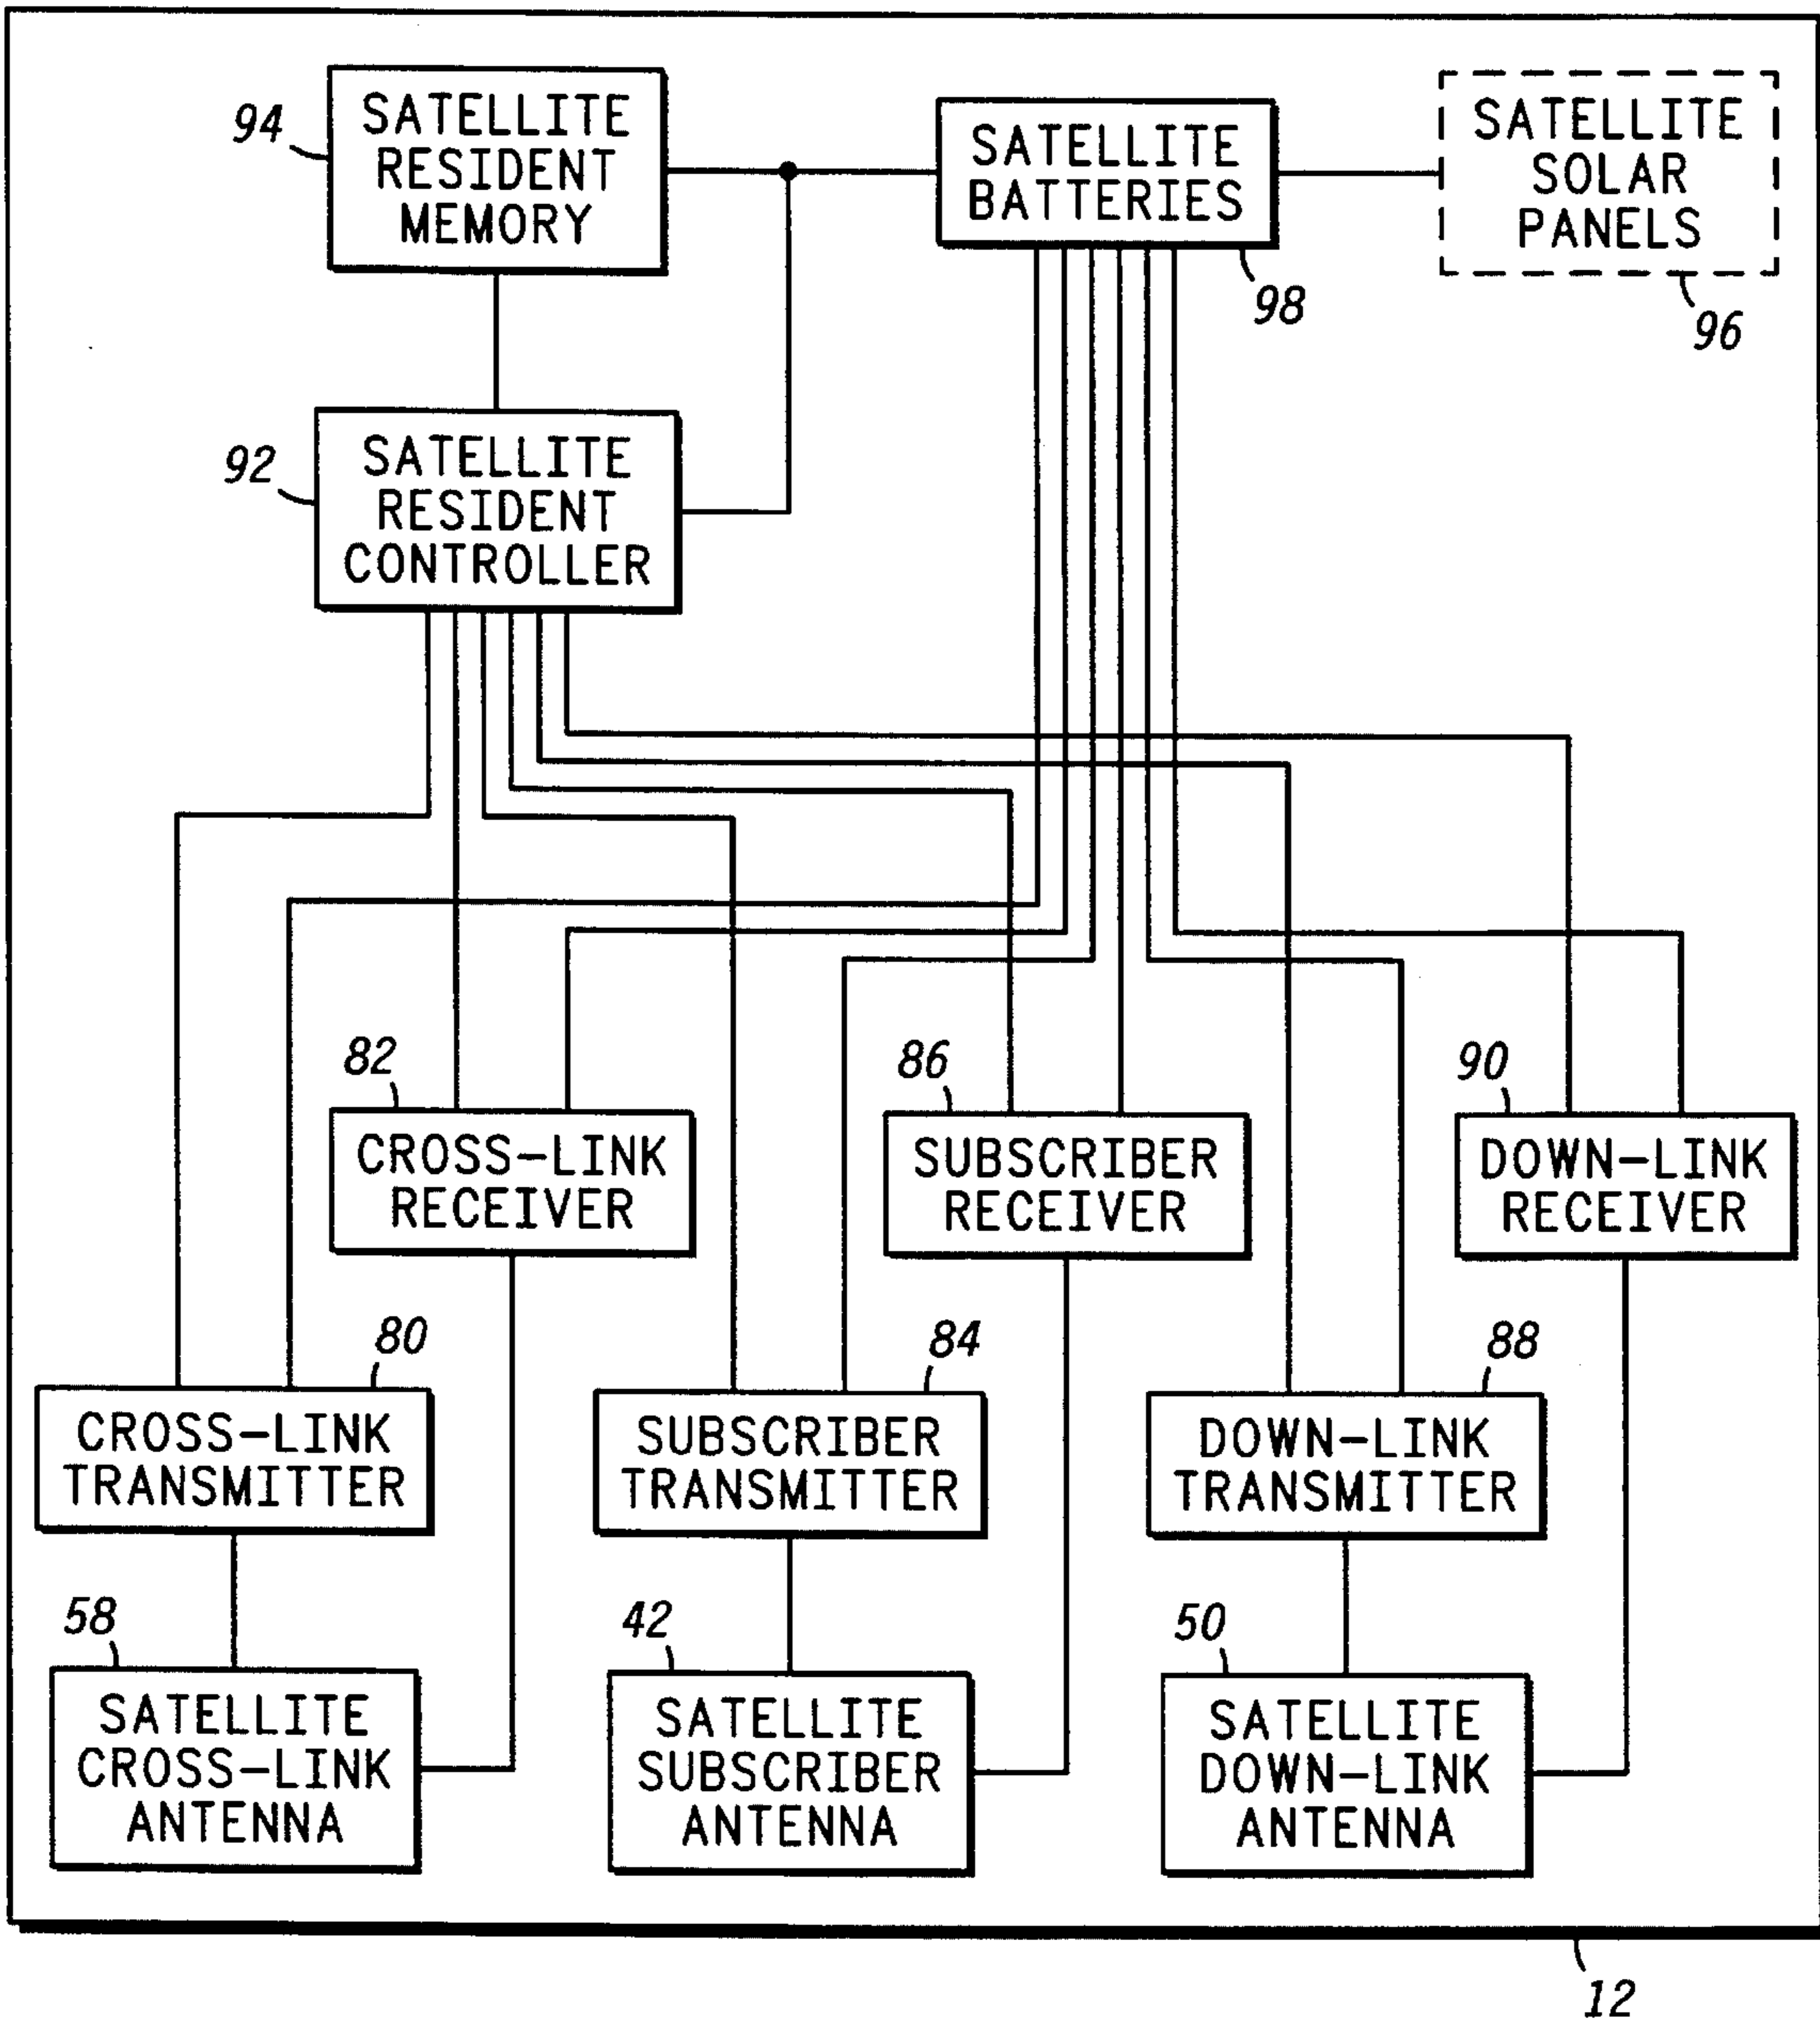 94
SATELLITE
RESIDENT
MEMORY
SATELLITE
BATTERIES
98
SATELLITE
SOLAR
PANELS
96
92
SATELLITE
RESIDENT
CONTROLLER
82
CROSS-LINK
RECEIVER
86
SUBSCRIBER
RECEIVER
90
DOWN-LINK
RECEIVER
80
CROSS-LINK
TRANSMITTER
84
SUBSCRIBER
TRANSMITTER
88
DOWN-LINK
TRANSMITTER
58
SATELLITE
CROSS-LINK
ANTENNA
42
SATELLITE
SUBSCRIBER
ANTENNA
50
SATELLITE
DOWN-LINK
ANTENNA
12